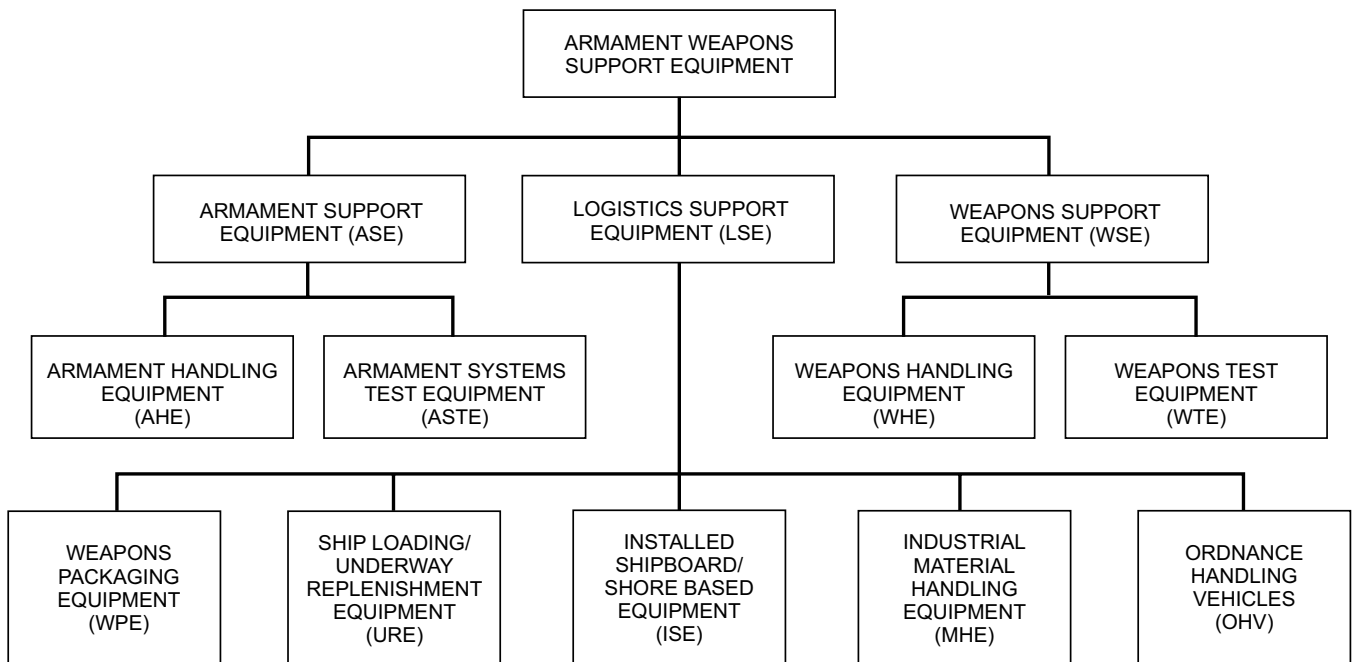 ARMAMENT WEAPONS
SUPPORT EQUIPMENT
ARMAMENT SUPPORT
EQUIPMENT (ASE)
LOGISTICS SUPPORT
EQUIPMENT (LSE)
WEAPONS SUPPORT
EQUIPMENT (WSE)
ARMAMENT HANDLING
EQUIPMENT
(AHE)
ARMAMENT SYSTEMS
TEST EQUIPMENT
(ASTE)
WEAPONS HANDLING
EQUIPMENT
(WHE)
WEAPONS TEST
EQUIPMENT
(WTE)
WEAPONS
PACKAGING
EQUIPMENT
(WPE)
SHIP LOADING/
UNDERWAY
REPLENISHMENT
EQUIPMENT
(URE)
INSTALLED
SHIPBOARD/
SHORE BASED
EQUIPMENT
(ISE)
INDUSTRIAL
MATERIAL
HANDLING
EQUIPMENT
(MHE)
ORDNANCE
HANDLING
VEHICLES
(OHV)